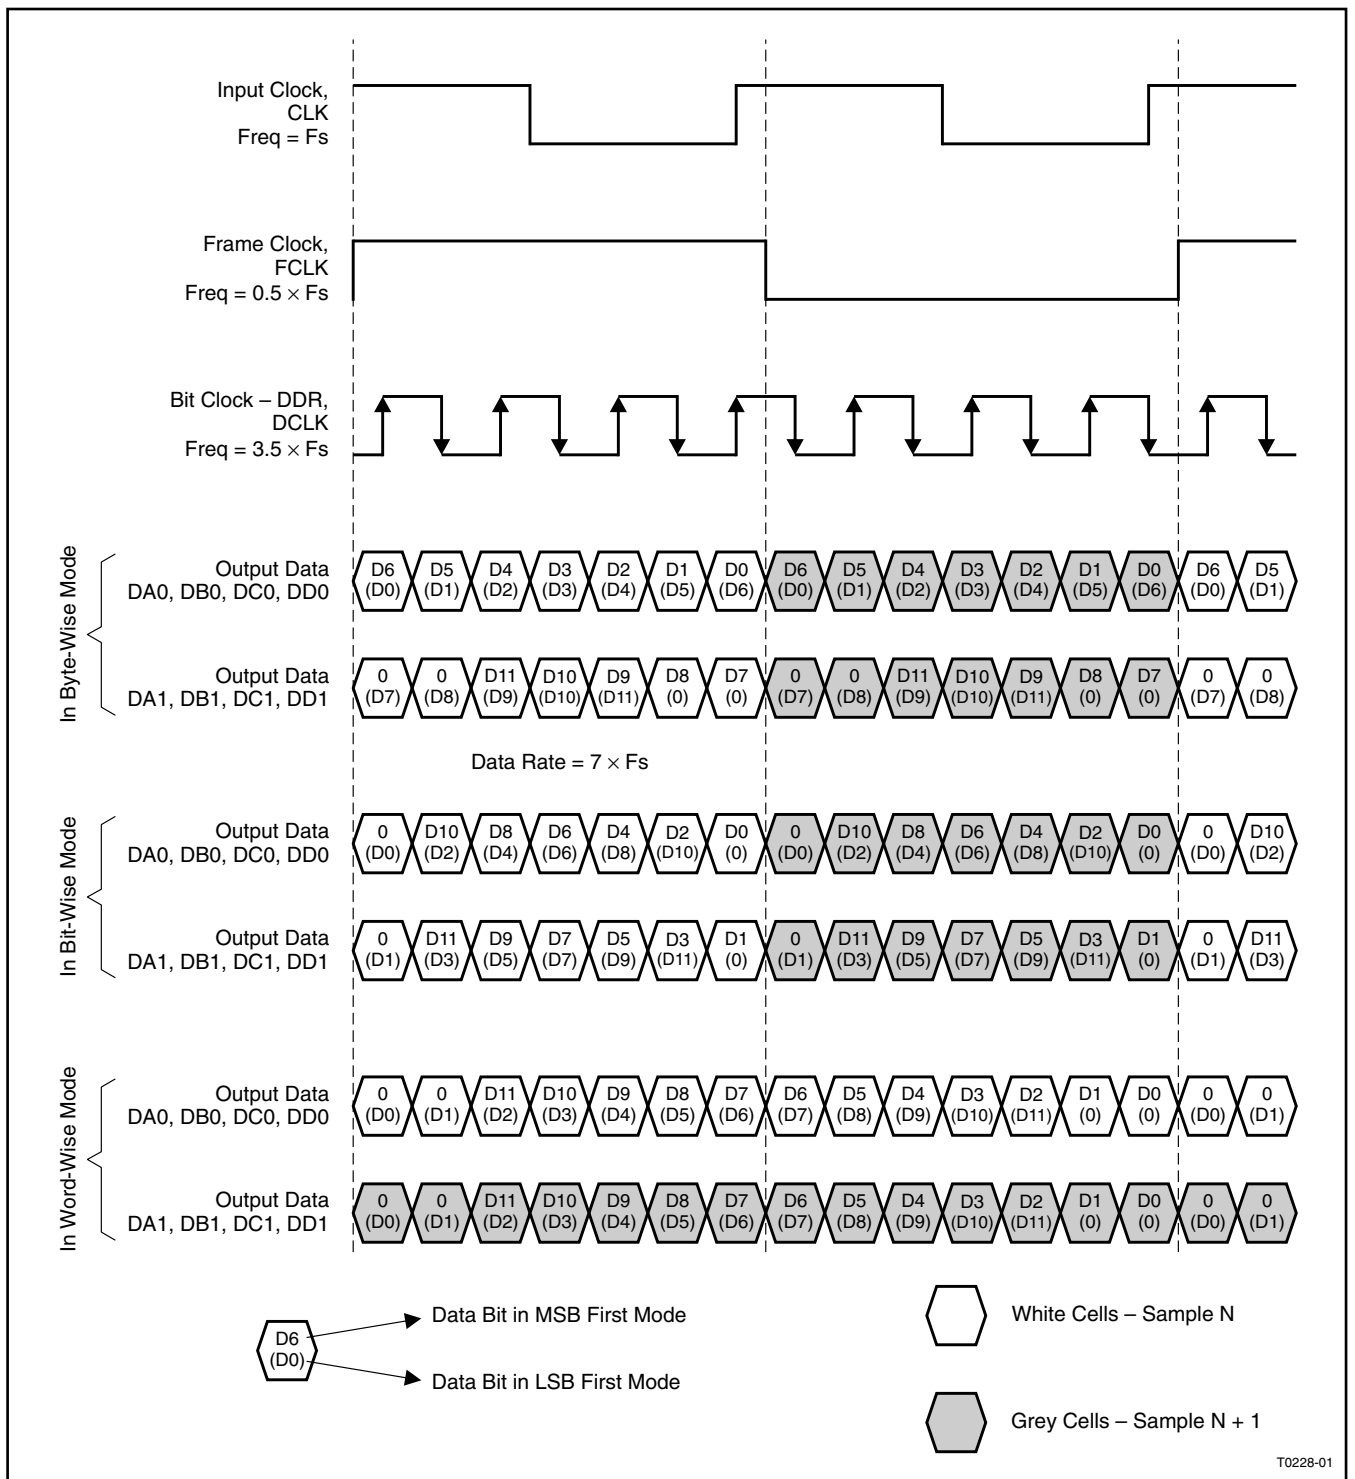 Input Clock,
CLK
Freq = Fs
Frame Clock,
FCLK
Freq = 0.5 × Fs
Bit Clock – DDR,
DCLK
Freq = 3.5 × Fs
In Byte-Wise Mode
Output Data
DA0, DB0, DC0, DD0
D6 D5 D4 D3 D2 D1 D0 D6 D5 D4 D3 D2 D1 D0 D6 D5
(D0) (D1) (D2) (D3) (D4) (D5) (D6) (D0) (D1) (D2) (D3) (D4) (D5) (D6) (D0) (D1)
Output Data
DA1, DB1, DC1, DD1
0 0 D11 D10 D9 D8 D7 0 0 D11 D10 D9 D8 D7 0 0
(D7) (D8) (D9) (D10) (D11) (0) (0) (D7) (D8) (D9) (D10) (D11) (0) (0) (D7) (D8)
Data Rate = 7 × Fs
In Bit-Wise Mode
Output Data
DA0, DB0, DC0, DD0
0 D10 D8 D6 D4 D2 D0 0 D10 D8 D6 D4 D2 D0 0 D10
(D0) (D2) (D4) (D6) (D8) (D10) (0) (D0) (D2) (D4) (D6) (D8) (D10) (0) (D0) (D2)
Output Data
DA1, DB1, DC1, DD1
0 D11 D9 D7 D5 D3 D1 0 D11 D9 D7 D5 D3 D1 0 D11
(D1) (D3) (D5) (D7) (D9) (D11) (0) (D1) (D3) (D5) (D7) (D9) (D11) (0) (D1) (D3)
In Word-Wise Mode
Output Data
DA0, DB0, DC0, DD0
0 0 D11 D10 D9 D8 D7 D6 D5 D4 D3 D2 D1 D0 0 0
(D0) (D1) (D2) (D3) (D4) (D5) (D6) (D7) (D8) (D9) (D10) (D11) (0) (0) (D0) (D1)
Output Data
DA1, DB1, DC1, DD1
0 0 D11 D10 D9 D8 D7 D6 D5 D4 D3 D2 D1 D0 0 0
(D0) (D1) (D2) (D3) (D4) (D5) (D6) (D7) (D8) (D9) (D10) (D11) (0) (0) (D0) (D1)
D6
(D0)
Data Bit in MSB First Mode
Data Bit in LSB First Mode
White Cells – Sample N
Grey Cells – Sample N + 1
T0228-01